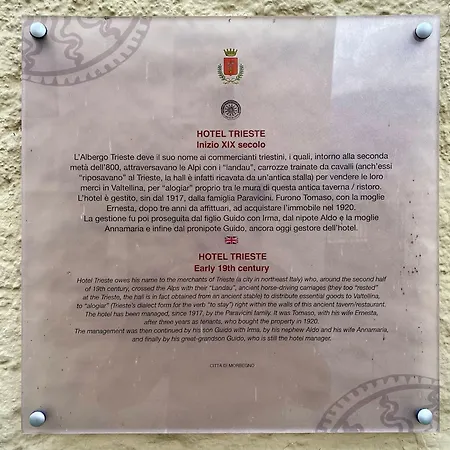 HOTEL TRIESTE
Inizio XIX secolo
L'Albergo Trieste deve il suo nome ai commercianti triestini, i quali, intorno alla seconda
metà dell'800, attraversavano le Alpi con i "landau", carrozze trainate da cavalli (anch'essi
"riposavano" al Trieste, la hall è infatti ricavata da un'antica stalla) per vendere le loro
merci in Valtellina, per "alogiar" proprio tra le mura di questa antica taverna / ristoro.
L'hotel è gestito, sin dal 1917, dalla famiglia Paravicini. Furono Tomaso, con la moglie
Ernesta, dopo tre anni da affittuari, ad acquistare l'immobile nel 1920.
La gestione fu poi proseguita dal figlio Guido con Irma, dal nipote Aldo e la moglie
Annamaria e infine dal pronipote Guido, ancora oggi gestore dell'hotel.
HOTEL TRIESTE
Early 19th century
Hotel Trieste owes his name to the merchants of Trieste (a city in northeast Italy) who, around the second half
of 19th century, crossed the Alps with their "Landau", ancient horse-driving carriages (they too "rested"
at the Trieste, the hall is in fact obtained from an ancient stable) to distribute essential goods to Valtellina,
to "alogiar" (Trieste's dialect form for the verb "to stay") right within the walls of this ancient tavern/restaurant.
The hotel has been managed, since 1917, by the Paravicini family. It was Tomaso, with his wife Ernesta,
after three years as tenants, who bought the property in 1920.
The management was then continued by his son Guido with Irma, by his nephew Aldo and his wife Annamaria,
and finally by his great-grandson Guido, who is still the hotel manager.
CITTÀ DI MORBEGNO